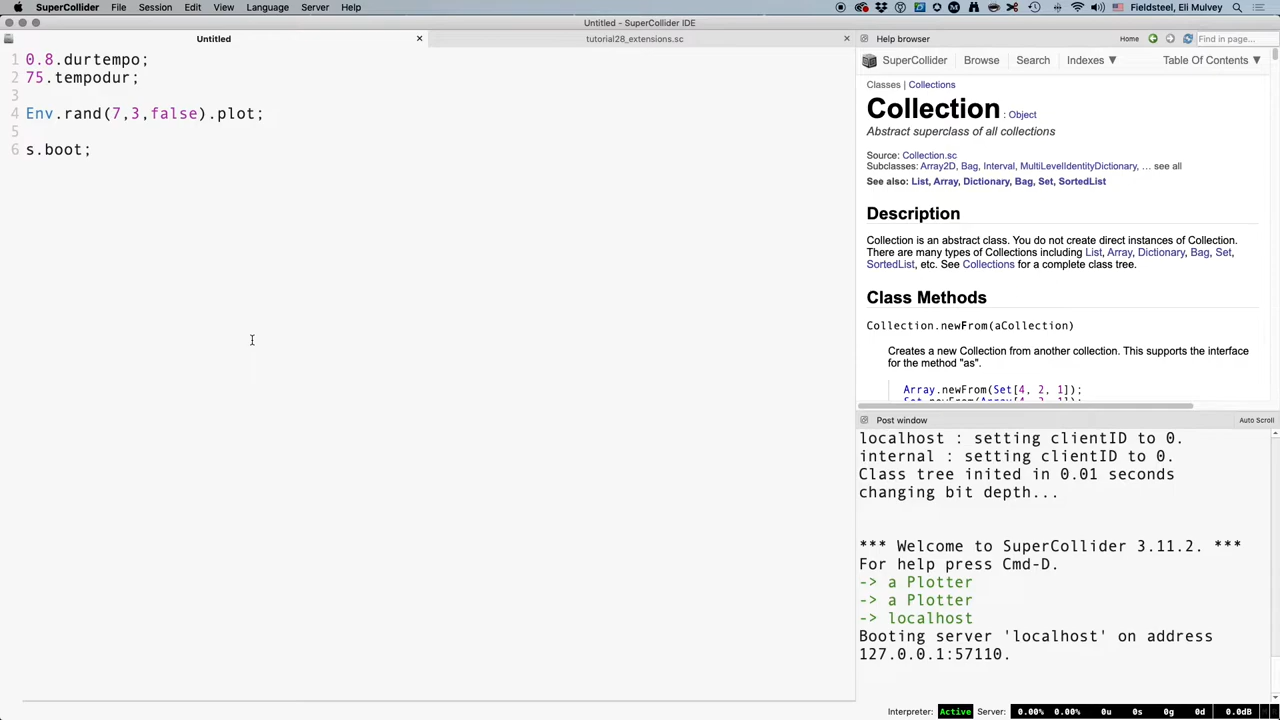 SuperCollider File Session Edit View Language Server Help Fieldsteel, Eli Mulvey
Untitled - SuperCollider IDE
Untitled
tutorial28_extensions.sc
1 0.8.durtempo;
2 75.tempodur;
3
4 Env.rand(7,3,false).plot;
5
6 s.boot;
Help browser Home Find in page...
SuperCollider Browse Search Indexes ▼ Table Of Contents ▼
Classes | Collections
Collection : Object
Abstract superclass of all collections
Source: Collection.sc
Subclasses: Array2D, Bag, Interval, MultiLevelIdentityDictionary, ... see all
See also: List, Array, Dictionary, Bag, Set, SortedList
Description
Collection is an abstract class. You do not create direct instances of Collection.
There are many types of Collections including List, Array, Dictionary, Bag, Set,
SortedList, etc. See Collections for a complete class tree.
Class Methods
Collection.newFrom(aCollection)
Creates a new Collection from another collection. This supports the interface
for the method "as".
Array.newFrom(Set[4, 2, 1]);
Set.newFrom(Array[4, 2, 1]);
Post window Auto Scroll
localhost : setting clientID to 0.
internal : setting clientID to 0.
Class tree inited in 0.01 seconds
changing bit depth...
*** Welcome to SuperCollider 3.11.2. ***
For help press Cmd-D.
-> a Plotter
-> a Plotter
-> localhost
Booting server 'localhost' on address
127.0.0.1:57110.
Interpreter: Active Server: 0.00% 0.00% 0u 0s 0g 0d 0.0dB